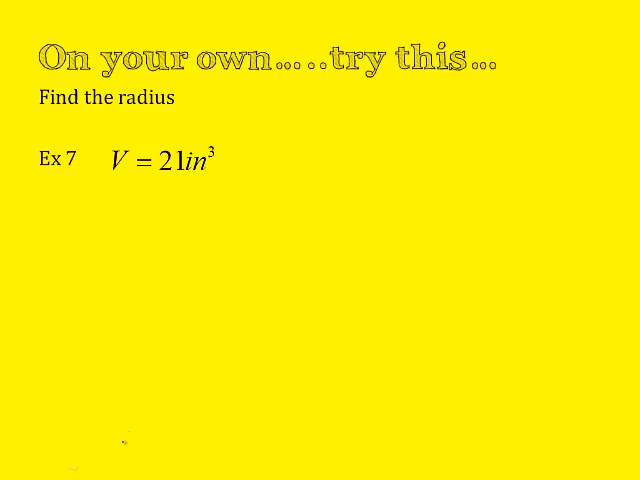 On your own.....try this...
Find the radius
Ex 7 V = 21in³